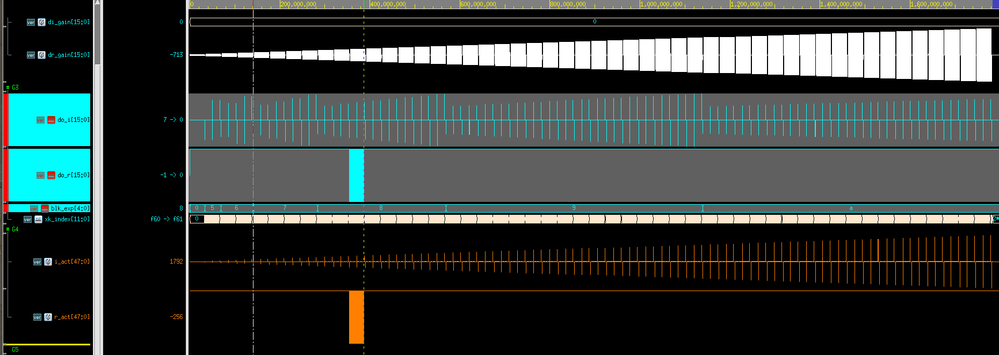 0 200,000,000 400,000,000 600,000,000 800,000,000 1,000,000,000 1,200,000,000 1,400,000,000 1,600,000,000
ver di_gain[15:0] 0 0
ver dr_gain[15:0] -713
= G3
ver do_i[15:0] 7 -> 0
ver do_r[15:0] -1 -> 0
ver blk_exp[4:0] 8 0 5 6 7 8 9 a
ver xk_index[11:0] f60 -> f61 0 2*
= G4
ver i_act[47:0] 1792
ver r_act[47:0] -256
G5